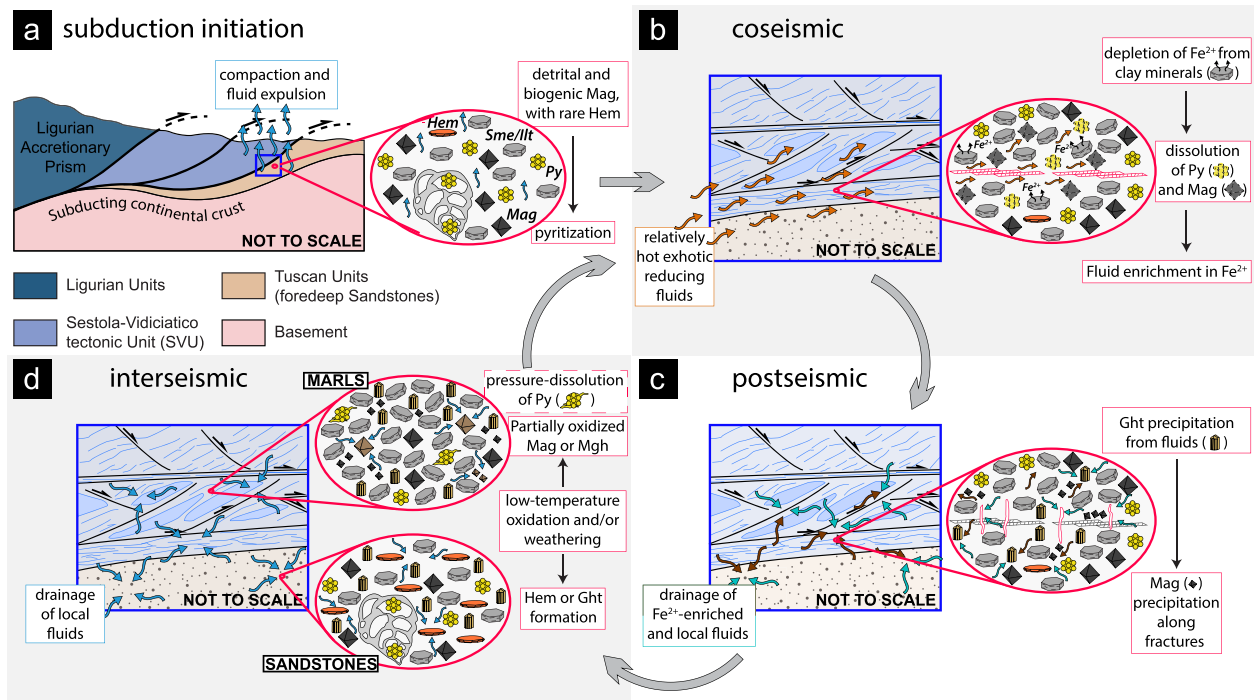 a subduction initiation
compaction and
fluid expulsion
Ligurian
Accretionary
Prism
Subducting continental crust
NOT TO SCALE
Hem
Sme/Ilt
Py
Mag
detrital and
biogenic Mag,
with rare Hem
pyritization
Ligurian Units
Sestola-Vidiciatico
tectonic Unit (SVU)
Tuscan Units
(foredeep Sandstones)
Basement
b coseismic
relatively
hot exhotic
reducing
fluids
NOT TO SCALE
Fe2+
Fe2+
Fe2+
depletion of Fe2+ from
clay minerals ( )
dissolution
of Py ( )
and Mag ( )
Fluid enrichment in Fe2+
c postseismic
NOT TO SCALE
drainage of
Fe2+-enriched
and local fluids
Ght precipitation
from fluids ( )
Mag ( )
precipitation
along
fractures
d interseismic
MARLS
NOT TO SCALE
drainage
of local
fluids
SANDSTONES
pressure-dissolution
of Py ( )
Partially oxidized
Mag or Mgh
low-temperature
oxidation and/or
weathering
Hem or Ght
formation